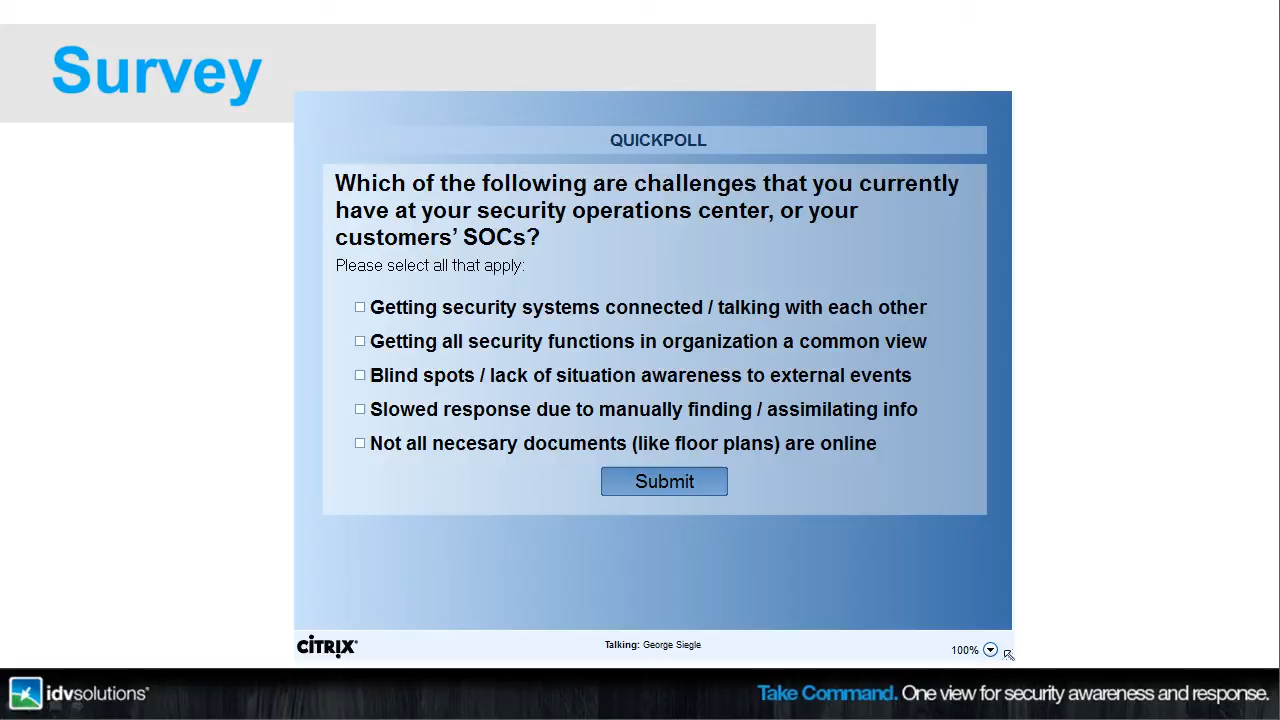 Survey
QUICKPOLL
Which of the following are challenges that you currently
have at your security operations center, or your
customers’ SOCs?
Please select all that apply:
Getting security systems connected / talking with each other
Getting all security functions in organization a common view
Blind spots / lack of situation awareness to external events
Slowed response due to manually finding / assimilating info
Not all necesary documents (like floor plans) are online
Submit
CİTRIX®
Talking: George Siegle
100%
idvsolutions®
Take Command. One view for security awareness and response.